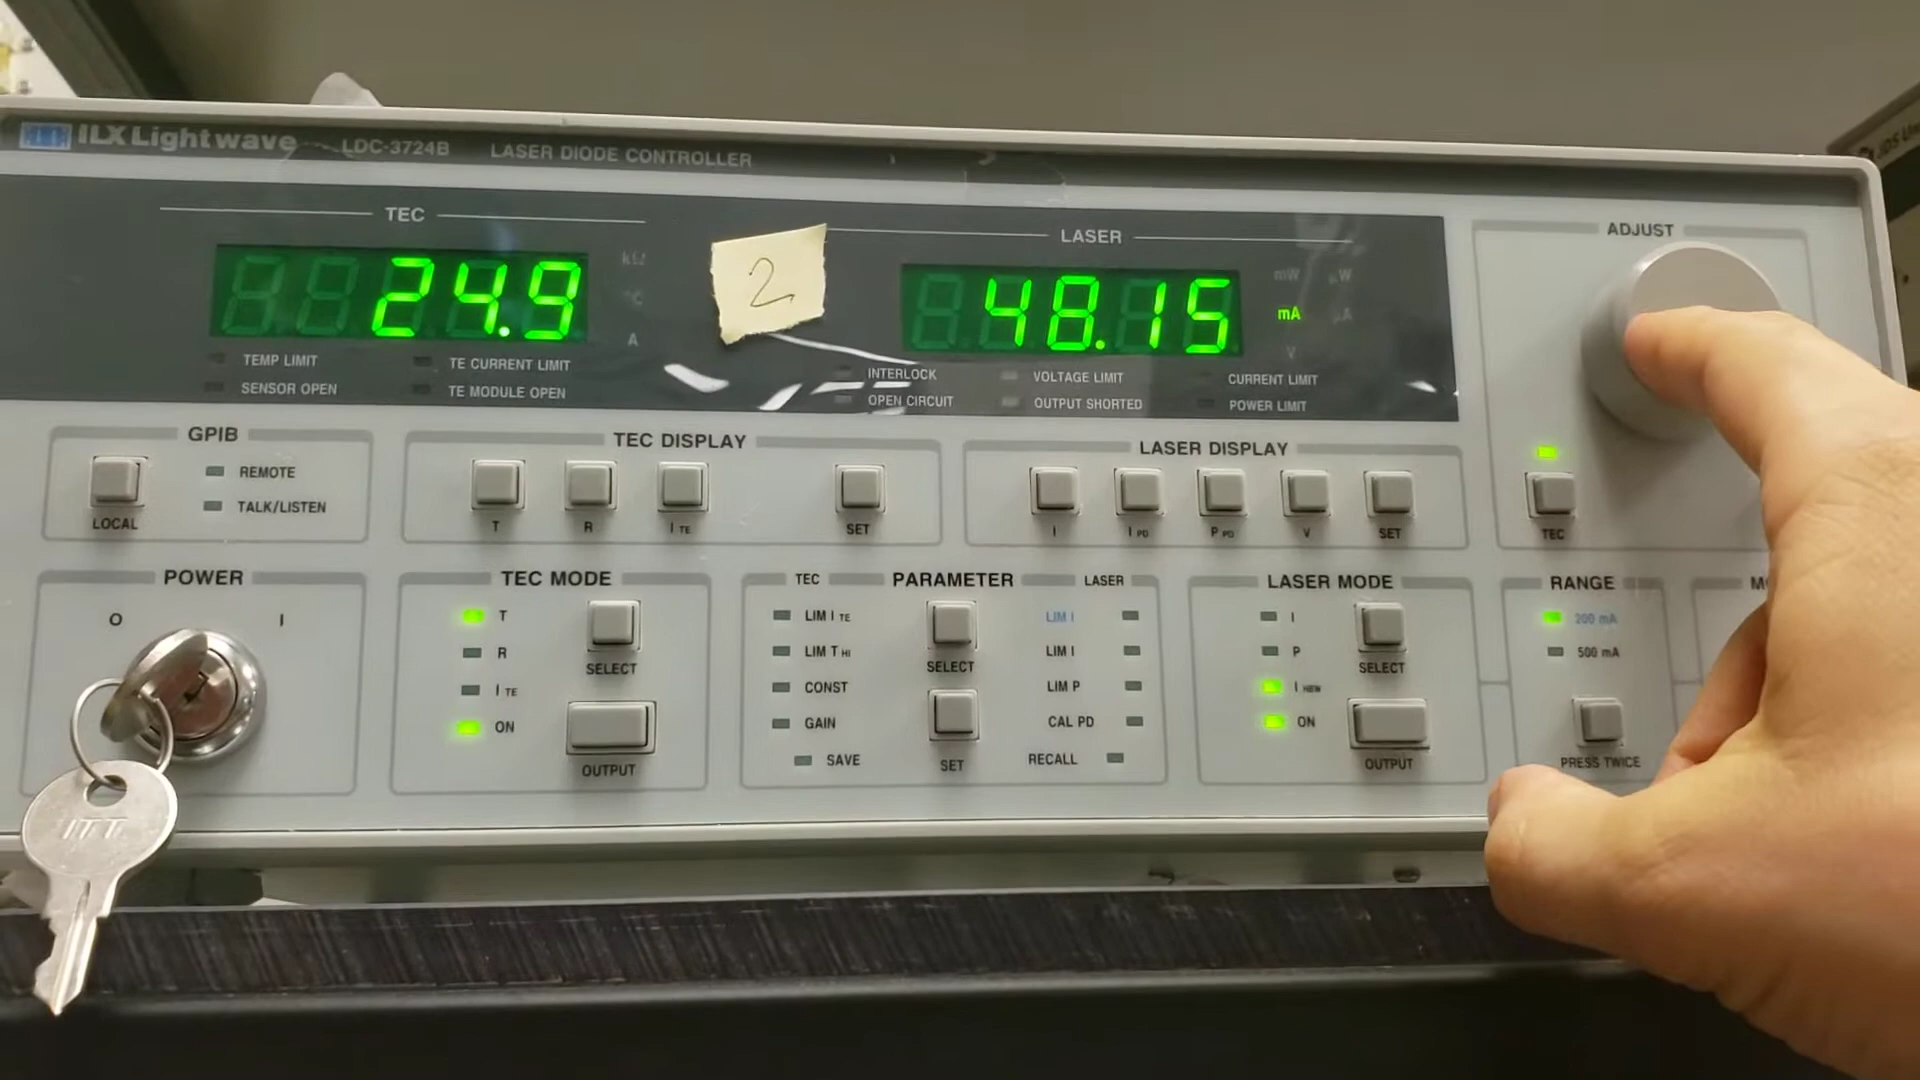 ILX Lightwave LDC-3724B LASER DIODE CONTROLLER
JDS
TEC
24.9
kΩ
°C
A
TEMP LIMIT
TE CURRENT LIMIT
SENSOR OPEN
TE MODULE OPEN
2
LASER
48.15
mW
µW
mA
µA
V
INTERLOCK
VOLTAGE LIMIT
CURRENT LIMIT
OPEN CIRCUIT
OUTPUT SHORTED
POWER LIMIT
ADJUST
TEC
GPIB
REMOTE
TALK/LISTEN
LOCAL
TEC DISPLAY
T
R
I TE
SET
LASER DISPLAY
I
I PD
P PD
V
SET
POWER
O
I
ITT
TEC MODE
T
R
I TE
ON
SELECT
OUTPUT
TEC PARAMETER LASER
LIM I TE
LIM T HI
CONST
GAIN
SAVE
SELECT
SET
LIM I
LIM I
LIM P
CAL PD
RECALL
LASER MODE
I
P
I HBW
ON
SELECT
OUTPUT
RANGE
200 mA
500 mA
PRESS TWICE